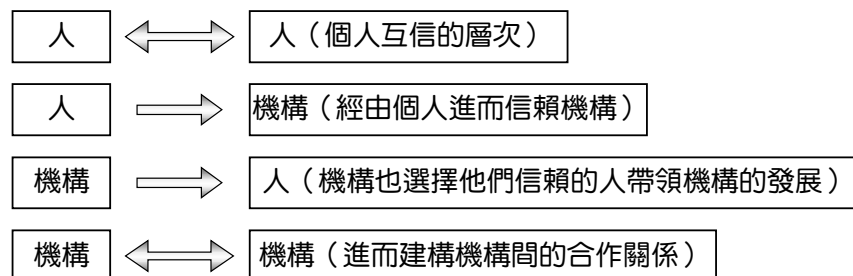 人 人（個人互信的層次）
人 機構（經由個人進而信賴機構）
機構 人（機構也選擇他們信賴的人帶領機構的發展）
機構 機構（進而建構機構間的合作關係）